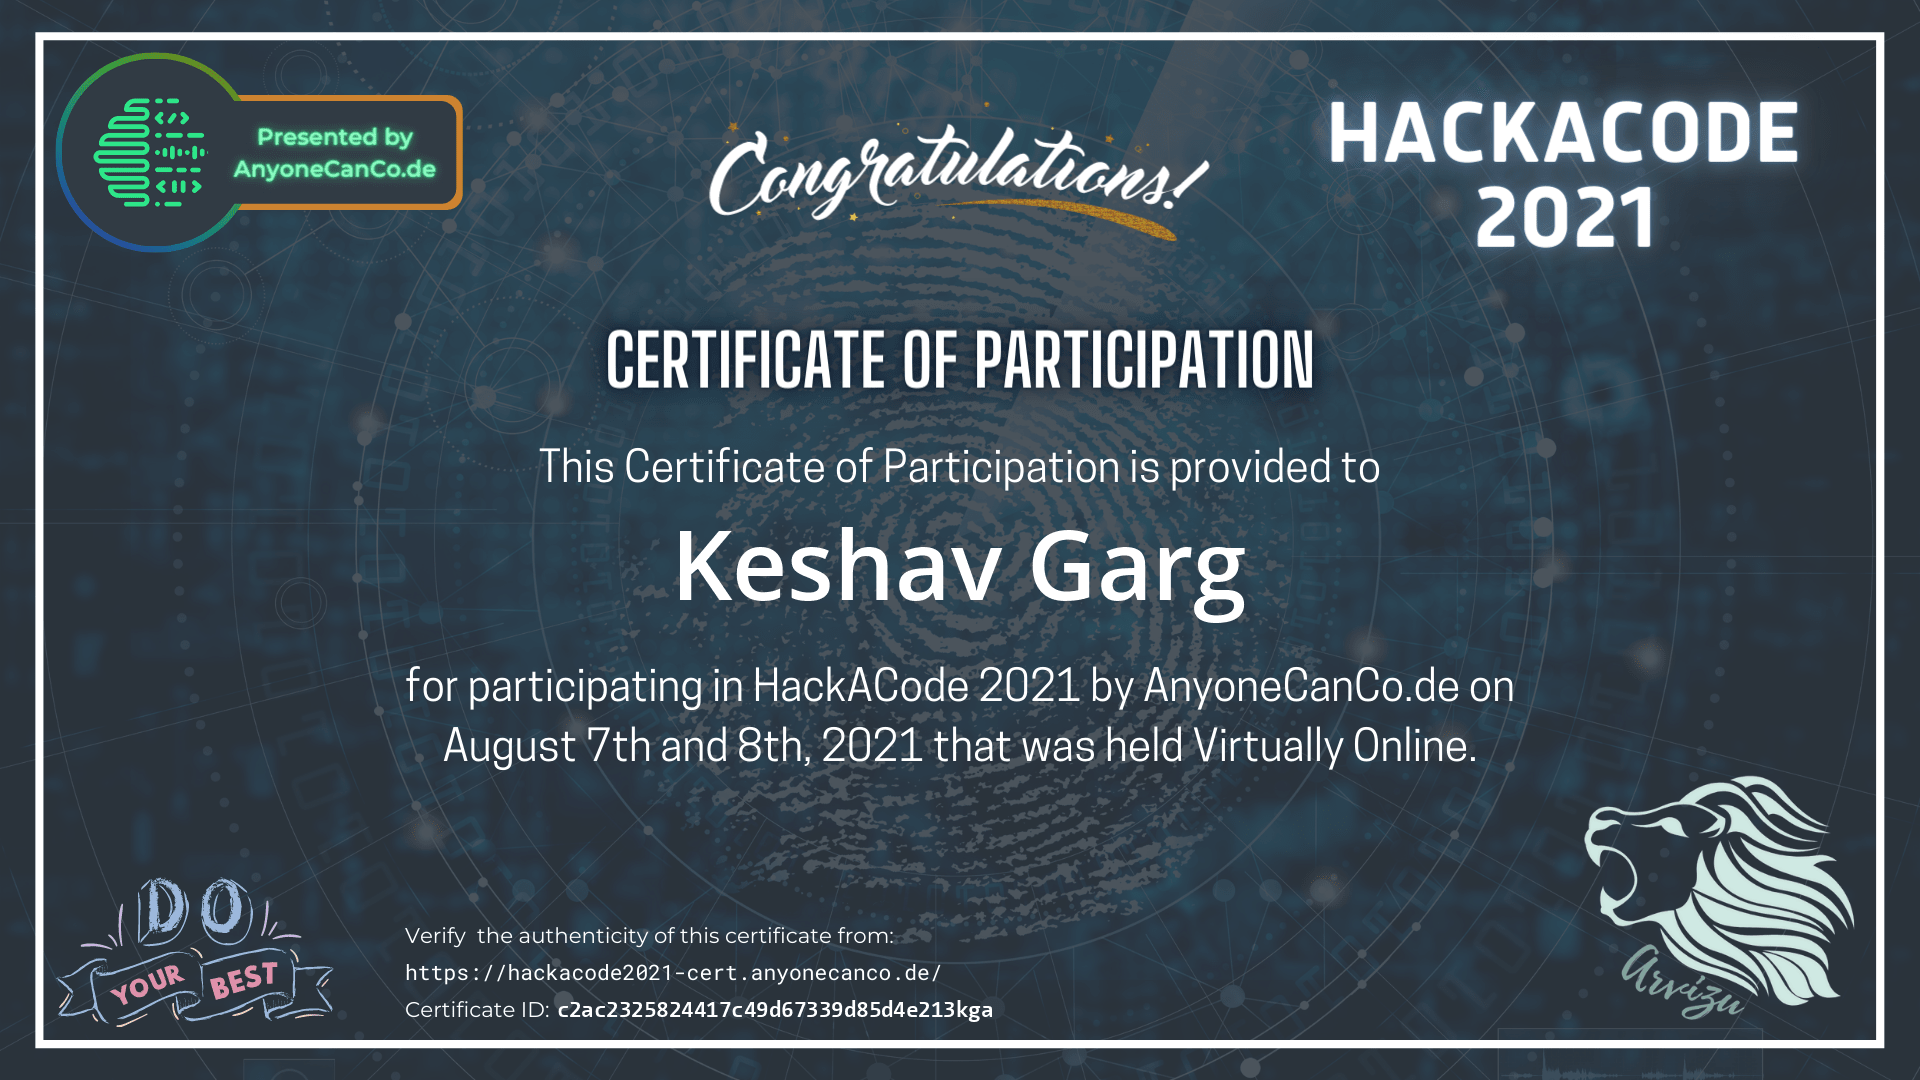 Presented by
AnyoneCanCo.de
Congratulations!
HACKACODE
2021
CERTIFICATE OF PARTICIPATION
This Certificate of Participation is provided to
Keshav Garg
for participating in HackACode 2021 by AnyoneCanCo.de on
August 7th and 8th, 2021 that was held Virtually Online.
DO
YOUR BEST
Verify the authenticity of this certificate from:
https://hackacode2021-cert.anyonecanco.de/
Certificate ID: c2ac2325824417c49d67339d85d4e213kga
Arvizu